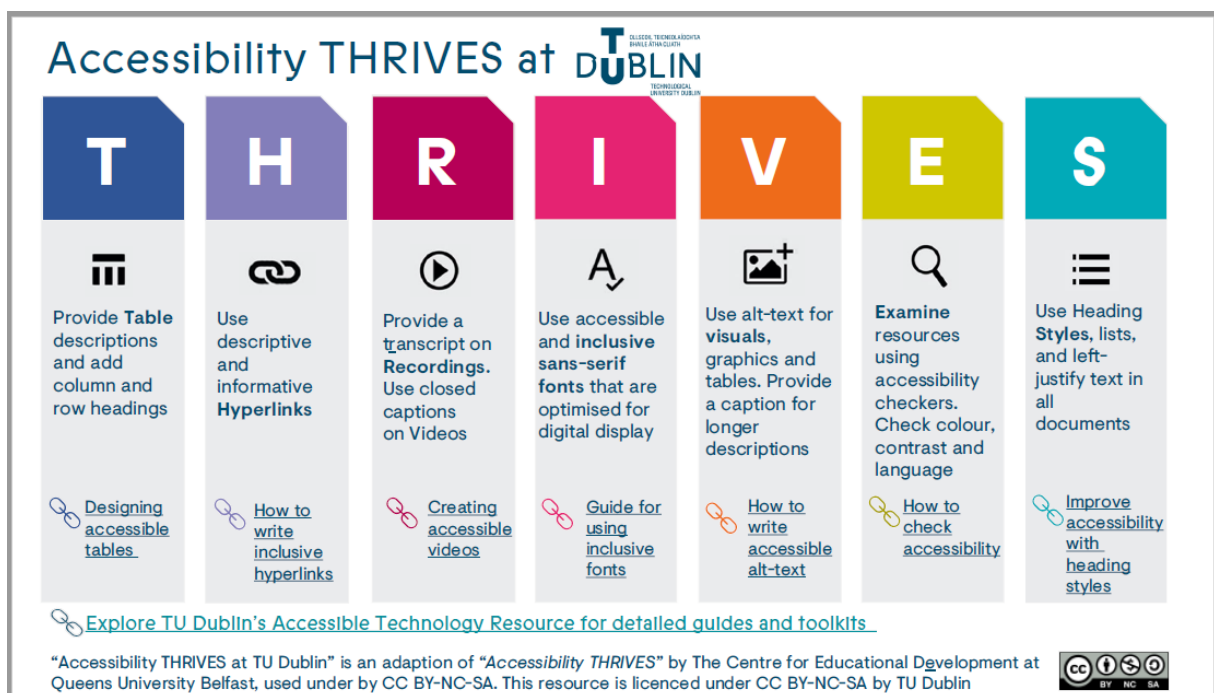 Accessibility THRIVES at
TU DUBLIN
OLLSCOIL TEICNEOLAÍOCHTA
BHAILE ÁTHA CLIATH
TECHNOLOGICAL
UNIVERSITY DUBLIN
T
Provide Table
descriptions
and add
column and
row headings
Designing
accessible
tables
H
Use
descriptive
and
informative
Hyperlinks
How to
write
inclusive
hyperlinks
R
Provide a
transcript on
Recordings.
Use closed
captions
on Videos
Creating
accessible
videos
I
Use accessible
and inclusive
sans-serif
fonts that are
optimised for
digital display
Guide for
using
inclusive
fonts
V
Use alt-text for
visuals,
graphics and
tables. Provide
a caption for
longer
descriptions
How to
write
accessible
alt-text
E
Examine
resources
using
accessibility
checkers.
Check colour,
contrast and
language
How to
check
accessibility
S
Use Heading
Styles, lists,
and left-
justify text in
all
documents
Improve
accessibility
with
heading
styles
Explore TU Dublin's Accessible Technology Resource for detailed guides and toolkits
“Accessibility THRIVES at TU Dublin” is an adaption of “Accessibility THRIVES” by The Centre for Educational Development at
Queens University Belfast, used under by CC BY-NC-SA. This resource is licenced under CC BY-NC-SA by TU Dublin
cc
BY NC SA